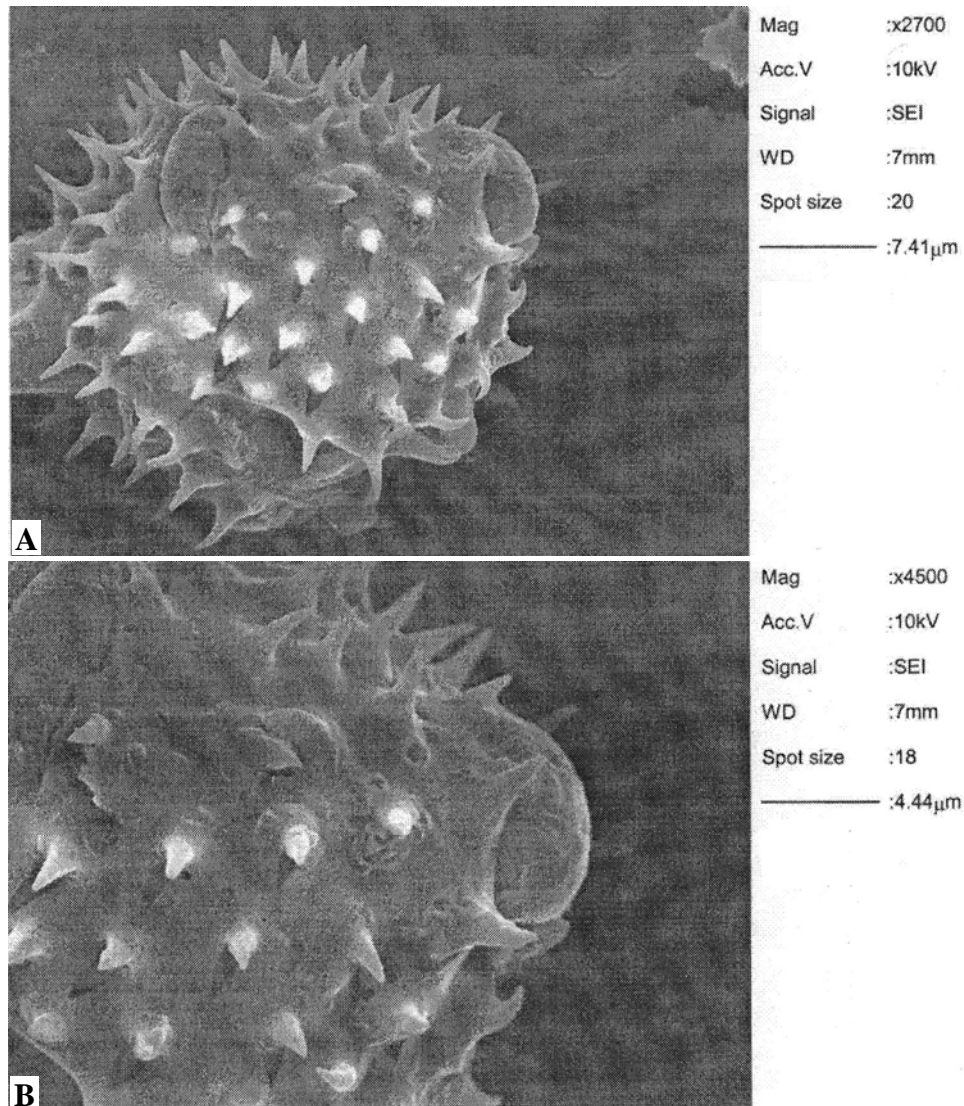 Mag :x2700
Acc.V :10kV
Signal :SEI
WD :7mm
Spot size :20
:7.41μm
A
Mag :x4500
Acc.V :10kV
Signal :SEI
WD :7mm
Spot size :18
:4.44μm
B